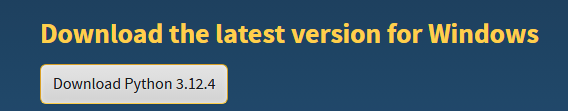 Download the latest version for Windows
Download Python 3.12.4